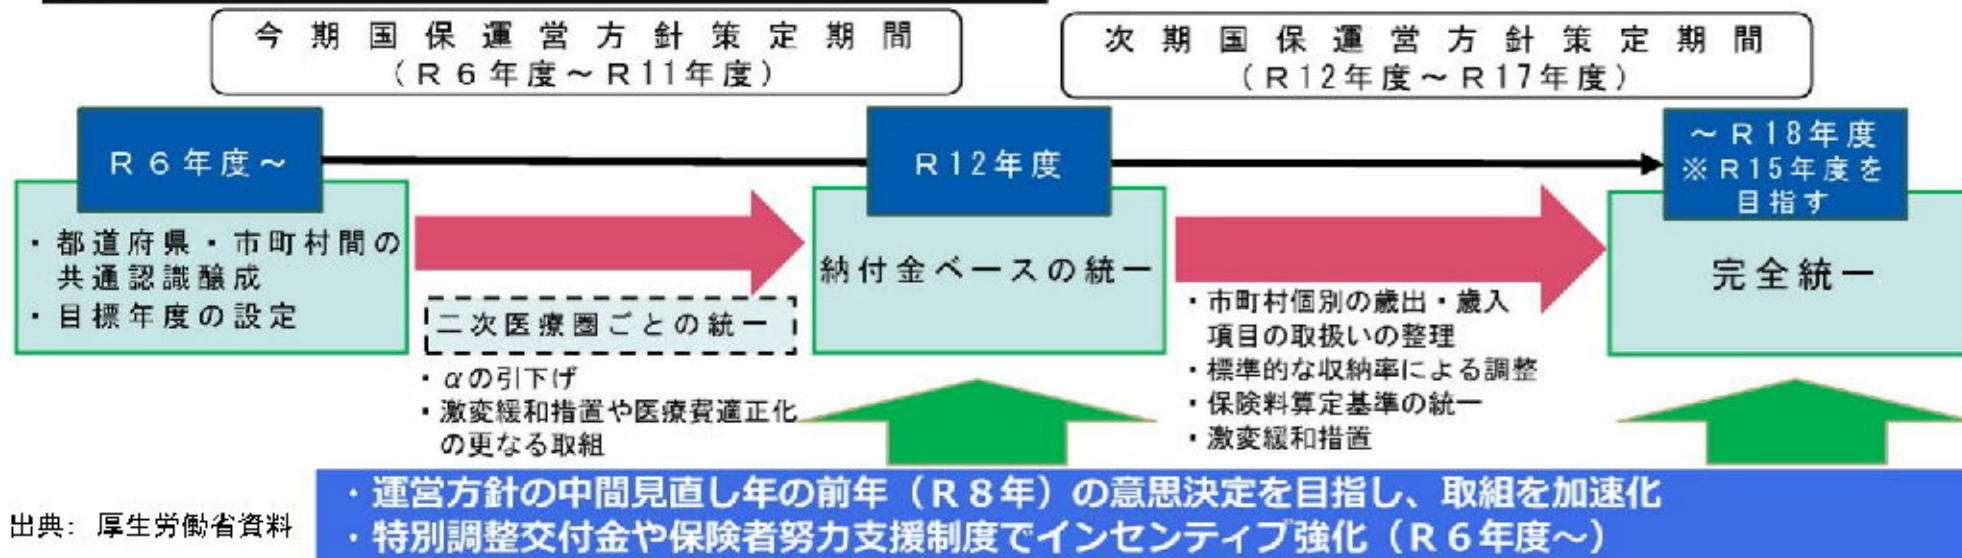 今期国保運営方針策定期間
（R６年度～R11年度）
次期国保運営方針策定期間
（R12年度～R17年度）
R６年度～
R12年度
～R18年度
※R15年度を
目指す
・都道府県・市町村間の
共通認識醸成
・目標年度の設定
納付金ベースの統一
完全統一
二次医療圏ごとの統一
・αの引下げ
・激変緩和措置や医療費適正化
の更なる取組
・市町村個別の歳出・歳入
項目の取扱いの整理
・標準的な収納率による調整
・保険料算定基準の統一
・激変緩和措置
・運営方針の中間見直し年の前年（R８年）の意思決定を目指し、取組を加速化
・特別調整交付金や保険者努力支援制度でインセンティブ強化（R６年度～）
出典：厚生労働省資料